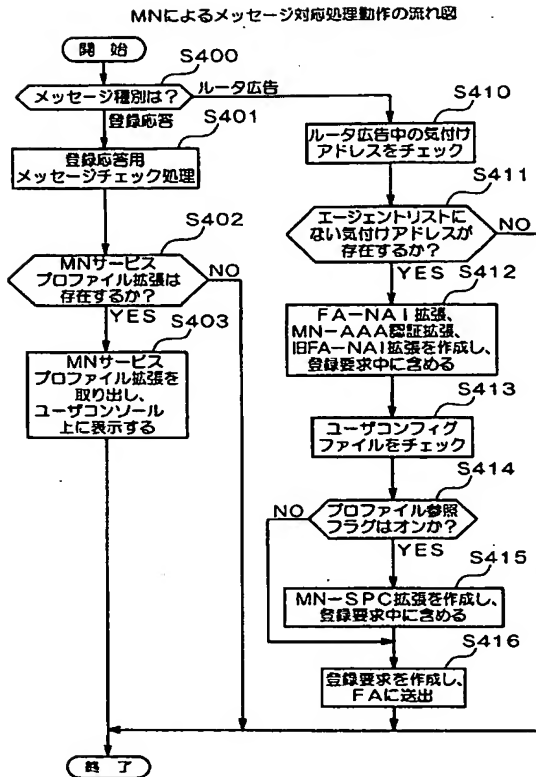 MNによるメッセージ対応処理動作の流れ図
開始
S400
メッセージ種別は?
ルータ広告
登録応答
S401
登録応答用
メッセージチェック処理
S402
MNサービス
プロファイル拡張は
存在するか?
NO
YES
S403
MNサービス
プロファイル拡張を
取り出し、
ユーザコンソール
上に表示する
S410
ルータ広告中の気付け
アドレスをチェック
S411
エージェントリストに
ない気付けアドレスが
存在するか?
NO
YES
S412
FA-NAI拡張、
MN-AAA認証拡張、
旧FA-NAI拡張を作成し、
登録要求中に含める
S413
ユーザコンフィグ
ファイルをチェック
S414
NO
プロファイル参照
フラグはオンか?
YES
S415
MN-SPC拡張を作成し、
登録要求中に含める
S416
登録要求を作成し、
FAに送出
終了